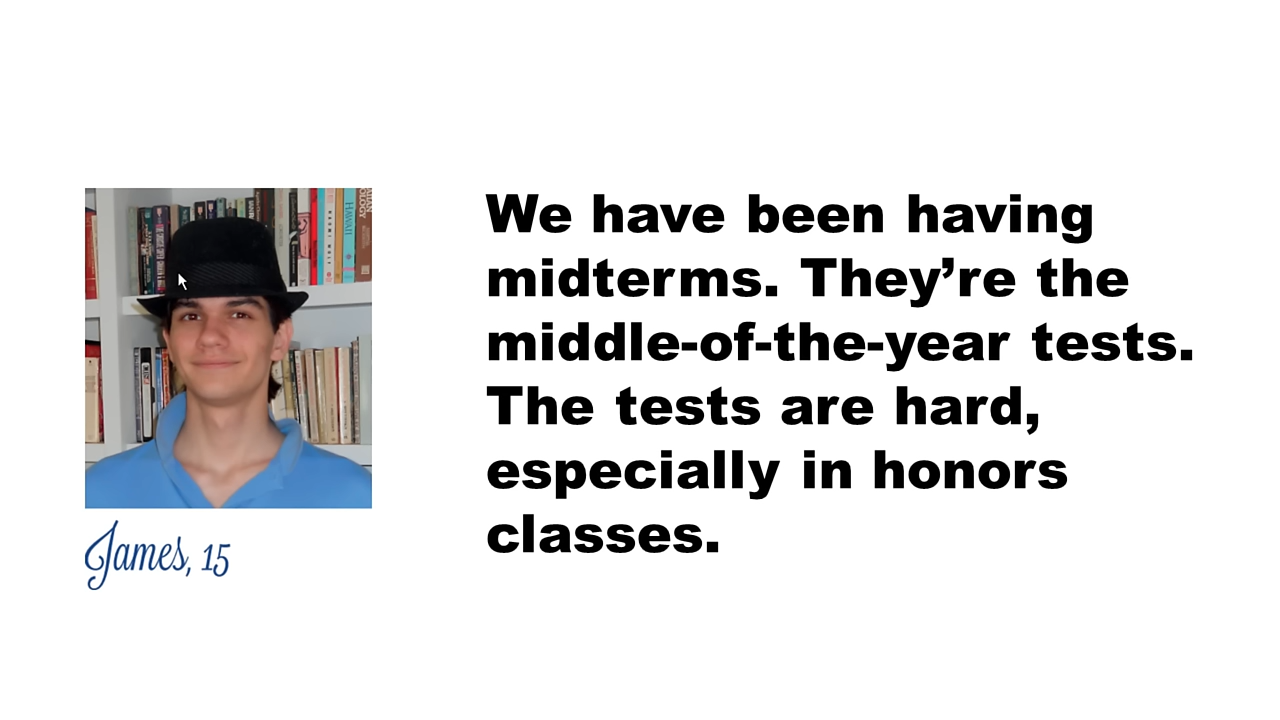 We have been having
midterms. They’re the
middle-of-the-year tests.
The tests are hard,
especially in honors
classes.
James, 15
HAWAII